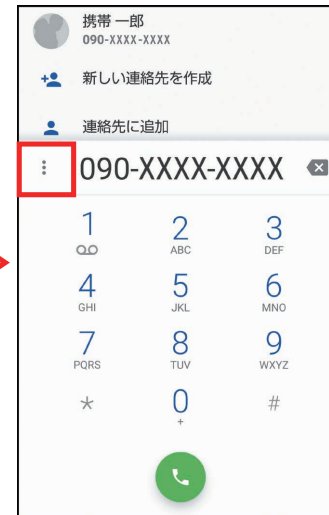 携帯 一郎
090-XXXX-XXXX
新しい連絡先を作成
連絡先に追加
090-XXXX-XXXX
1 2 3
ABC DEF
4 5 6
GHI JKL MNO
7 8 9
PQRS TUV WXYZ
* 0 #
+